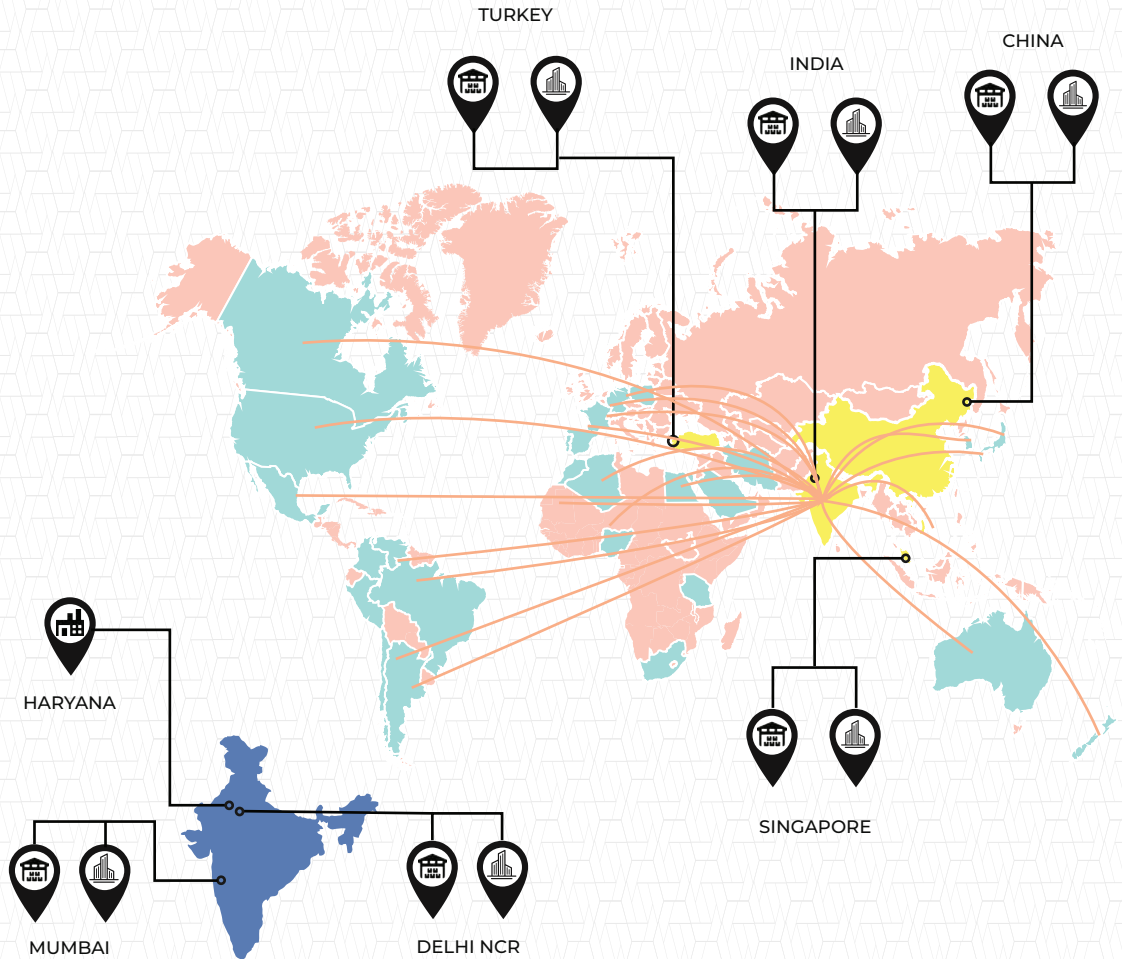 TURKEY
CHINA
INDIA
HARYANA
SINGAPORE
MUMBAI
DELHI NCR